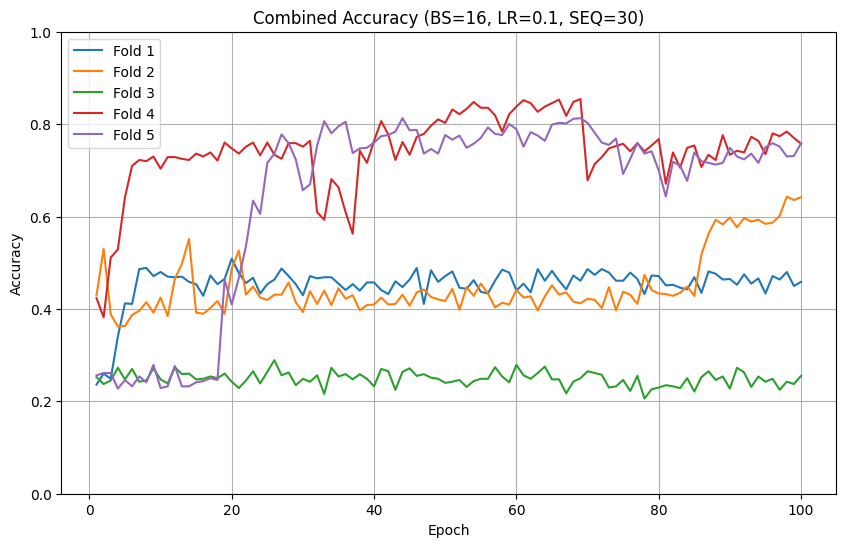 Combined Accuracy (BS=16, LR=0.1, SEQ=30)
Fold 1
Fold 2
Fold 3
Fold 4
Fold 5
Accuracy
1.0
0.8
0.6
0.4
0.2
0.0
0 20 40 60 80 100
Epoch